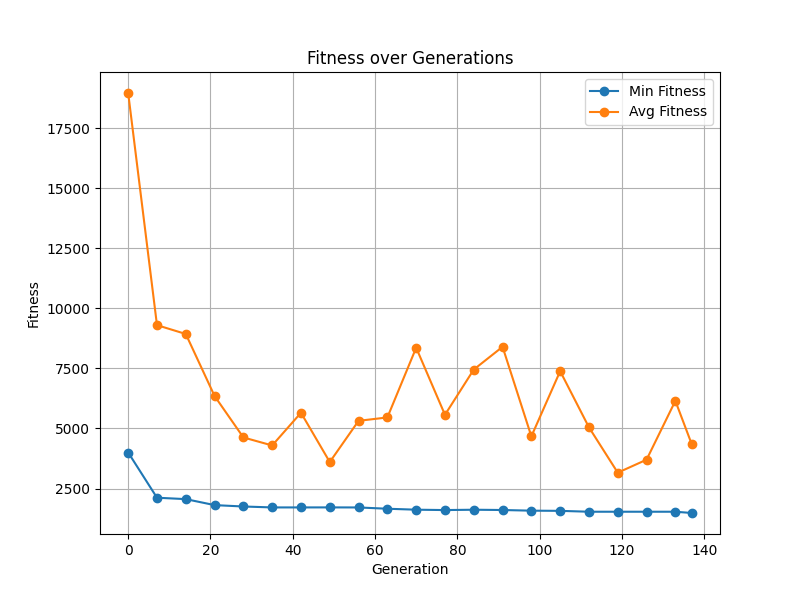 Fitness over Generations
Min Fitness
Avg Fitness
17500
15000
12500
10000
7500
5000
2500
Fitness
0 20 40 60 80 100 120 140
Generation